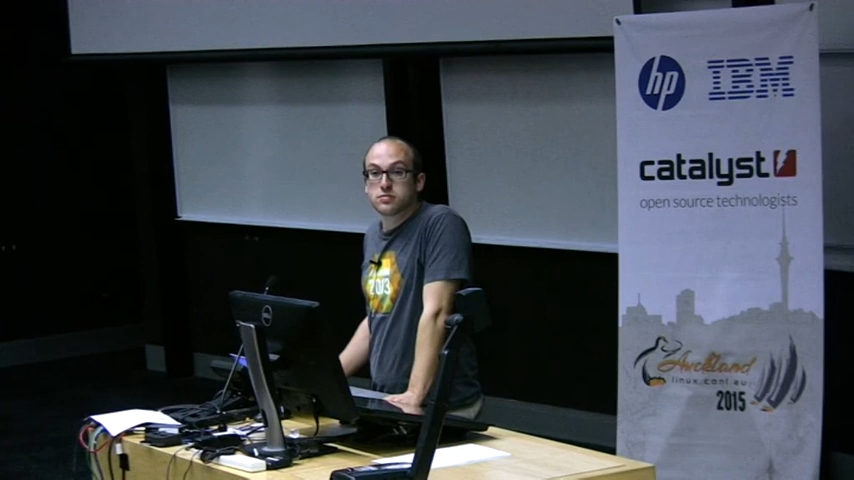 hp IBM
catalyst
open source technologists
Auckland
linux.conf.au
2015
2013
DELL